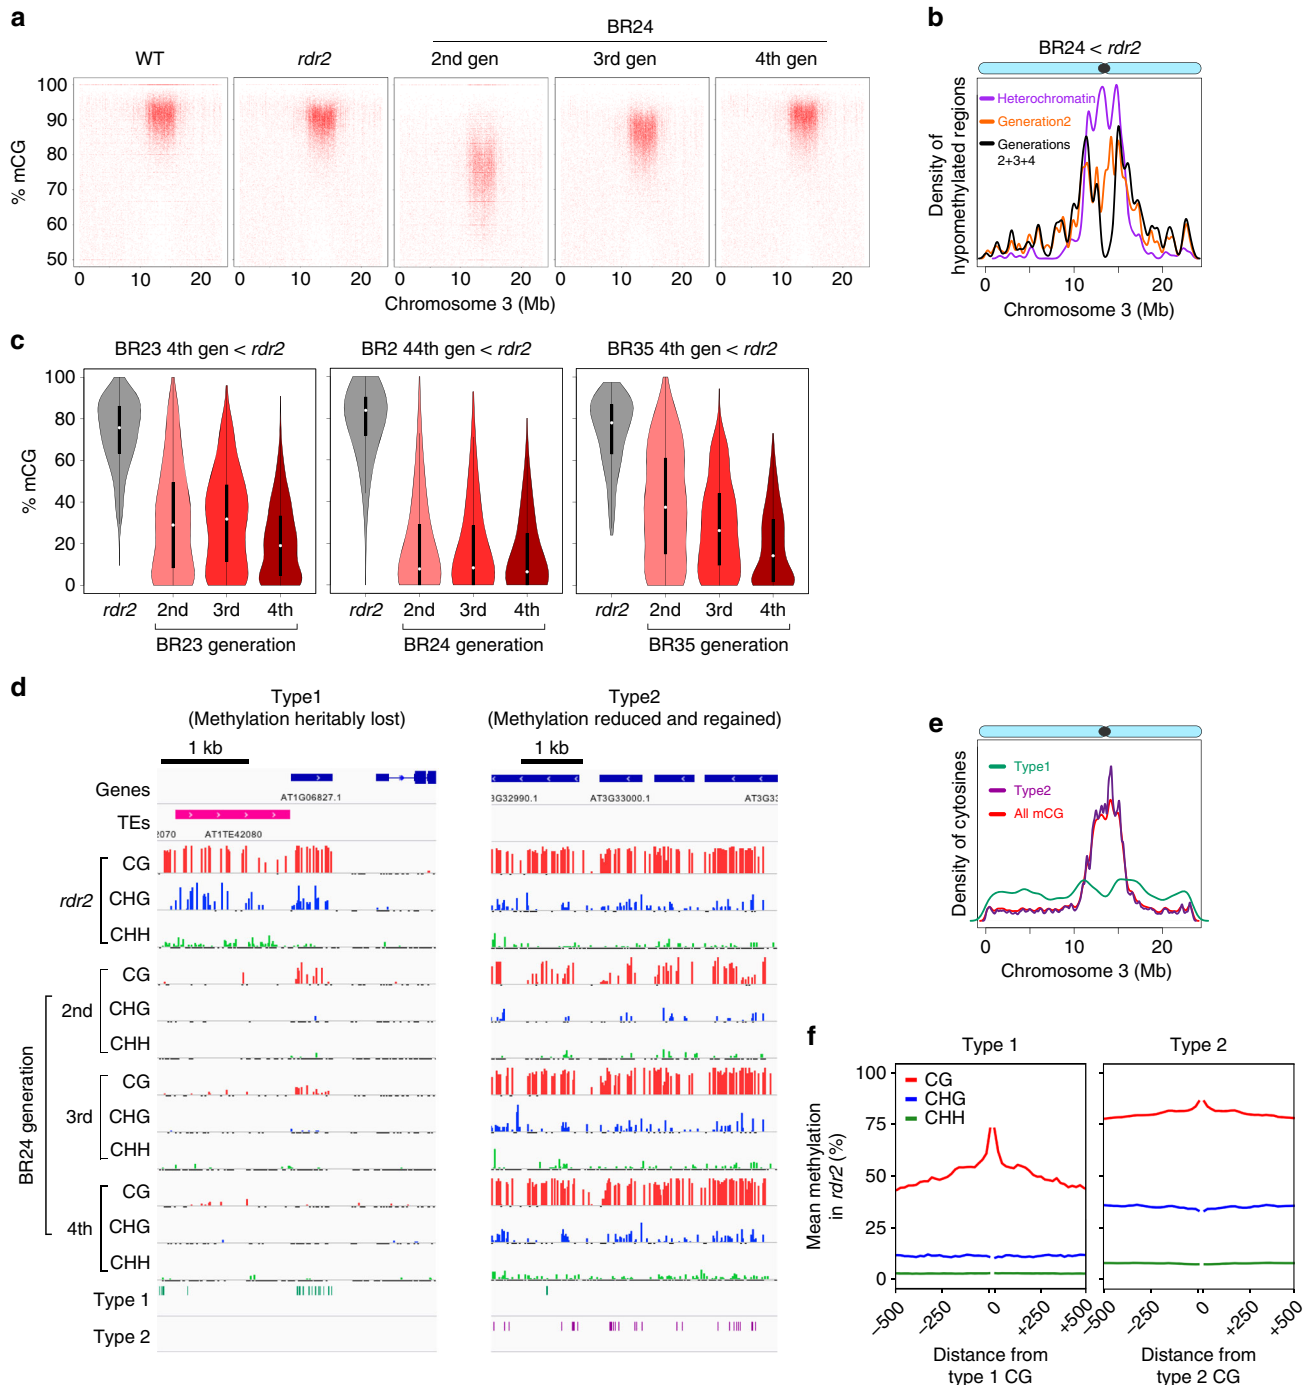 a
BR24
WT
rdr2
2nd gen
3rd gen
4th gen
% mCG
100
90
80
70
60
50
0 10 20
0 10 20
0 10 20
0 10 20
0 10 20
Chromosome 3 (Mb)
b
BR24 < rdr2
Heterochromatin
Generation2
Generations
2+3+4
Density of
hypomethylated regions
0 10 20
Chromosome 3 (Mb)
c
BR23 4th gen < rdr2
BR2 44th gen < rdr2
BR35 4th gen < rdr2
% mCG
100
80
60
40
20
0
rdr2 2nd 3rd 4th
BR23 generation
rdr2 2nd 3rd 4th
BR24 generation
rdr2 2nd 3rd 4th
BR35 generation
d
Type1
(Methylation heritably lost)
Type2
(Methylation reduced and regained)
1 kb
1 kb
Genes
AT1G06827.1
3G32990.1
AT3G33000.1
AT3G33
TEs
2070
AT1TE42080
rdr2
CG
CHG
CHH
BR24 generation
2nd
CG
CHG
CHH
3rd
CG
CHG
CHH
4th
CG
CHG
CHH
Type 1
Type 2
e
Type1
Type2
All mCG
Density of cytosines
0 10 20
Chromosome 3 (Mb)
f
Type 1
Type 2
CG
CHG
CHH
Mean methylation
in rdr2 (%)
100
75
50
25
0
−500 −250 0 +250 +500
−500 −250 0 +250 +500
Distance from
type 1 CG
Distance from
type 2 CG